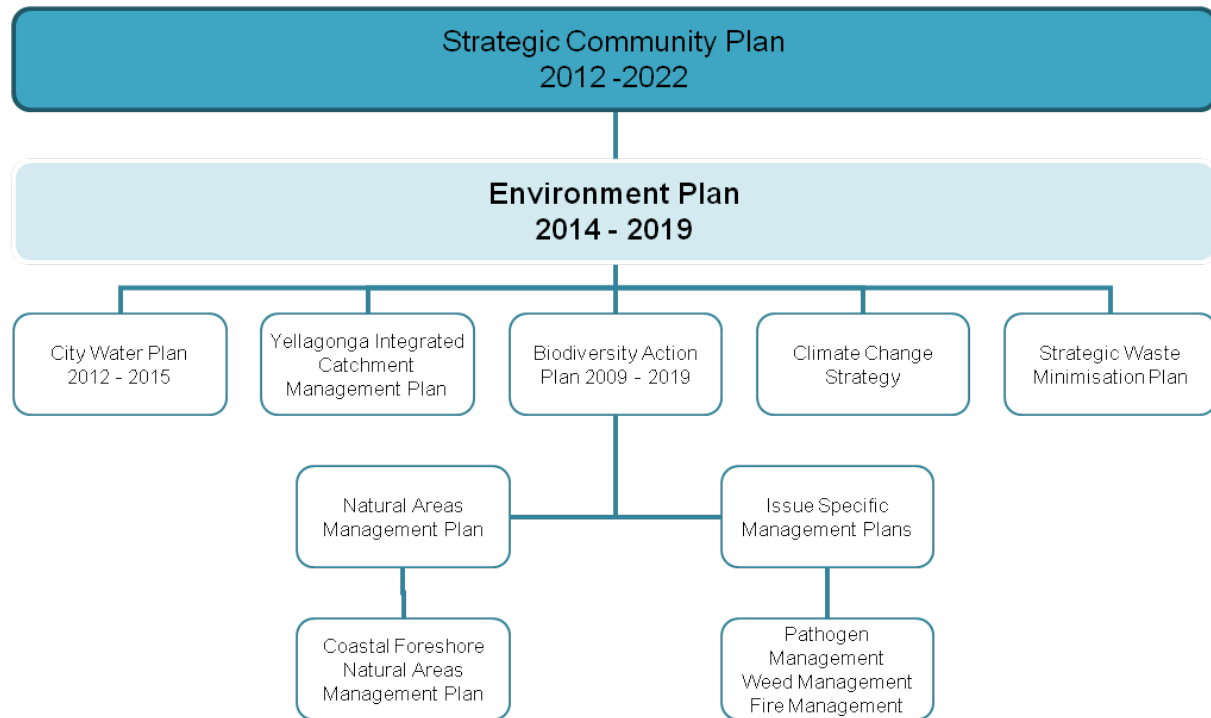 Strategic Community Plan
2012 -2022
Environment Plan
2014 - 2019
City Water Plan
2012 - 2015
Yellagonga Integrated
Catchment
Management Plan
Biodiversity Action
Plan 2009 - 2019
Climate Change
Strategy
Strategic Waste
Minimisation Plan
Natural Areas
Management Plan
Issue Specific
Management Plans
Coastal Foreshore
Natural Areas
Management Plan
Pathogen
Management
Weed Management
Fire Management